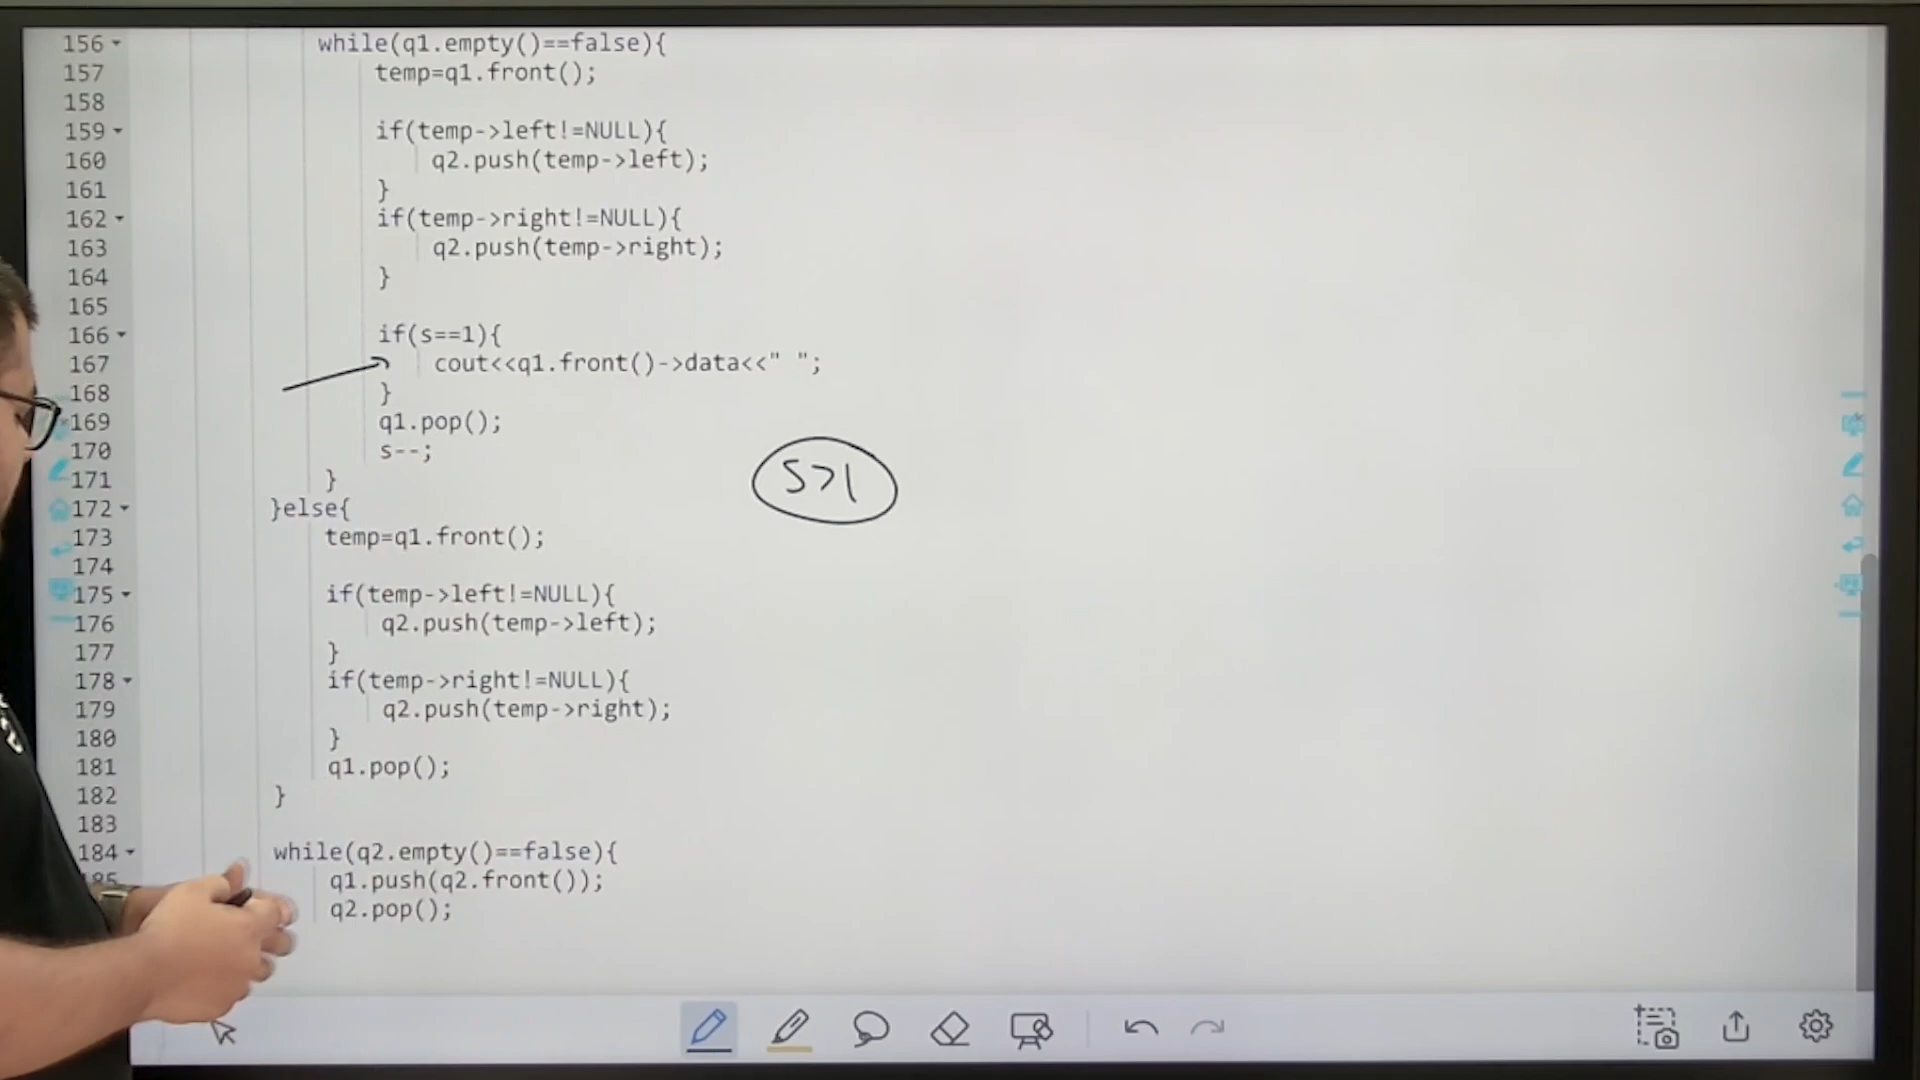 156 while(q1.empty()==false){
157 temp=q1.front();
158
159 if(temp->left!=NULL){
160 q2.push(temp->left);
161 }
162 if(temp->right!=NULL){
163 q2.push(temp->right);
164 }
165
166 if(s==1){
167 cout<<q1.front()->data<<" ";
168 }
169 q1.pop();
170 s--;
171 }
S>1
172 }else{
173 temp=q1.front();
174
175 if(temp->left!=NULL){
176 q2.push(temp->left);
177 }
178 if(temp->right!=NULL){
179 q2.push(temp->right);
180 }
181 q1.pop();
182 }
183
184 while(q2.empty()==false){
185 q1.push(q2.front());
q2.pop();